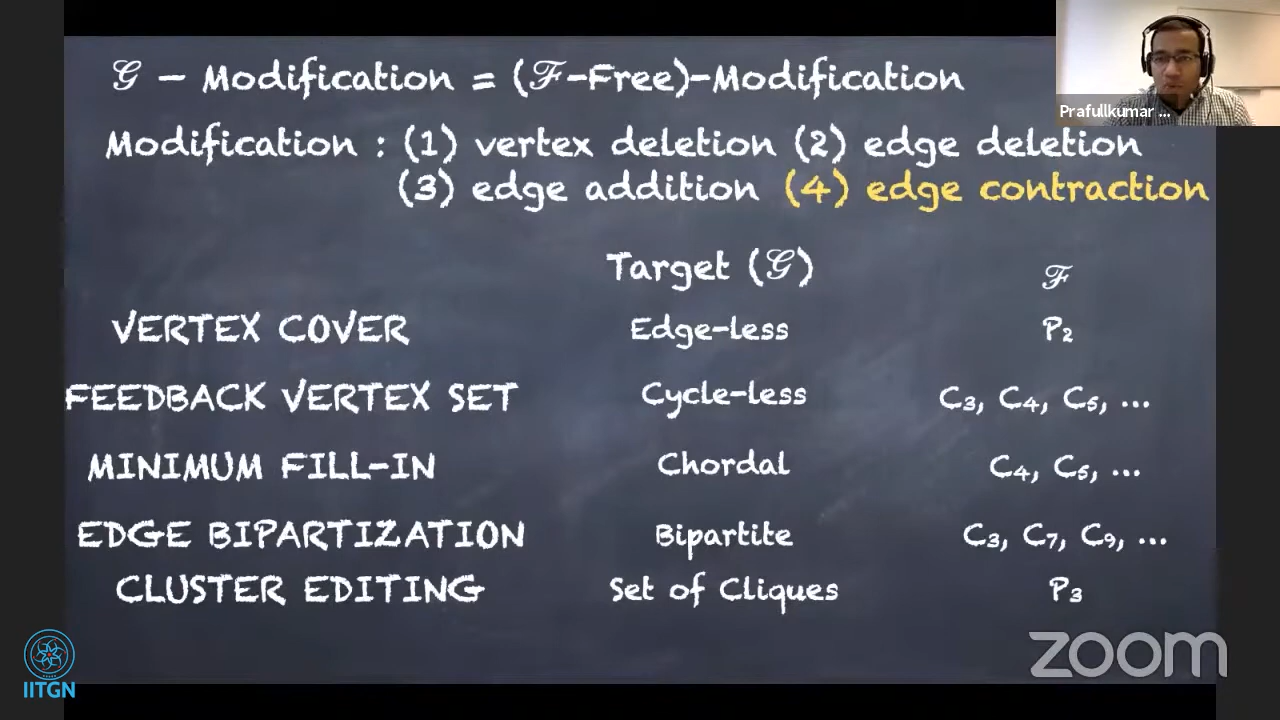 𝒢 – Modification = (ℱ-Free)-Modification
Prafullkumar ...
Modification : (1) vertex deletion (2) edge deletion
(3) edge addition (4) edge contraction
Target (𝒢) ℱ
VERTEX COVER Edge-less P₂
FEEDBACK VERTEX SET Cycle-less C₃, C₄, C₅, ...
MINIMUM FILL-IN Chordal C₄, C₅, ...
EDGE BIPARTIZATION Bipartite C₃, C₇, C₉, ...
CLUSTER EDITING Set of Cliques P₃
zoom
IITGN